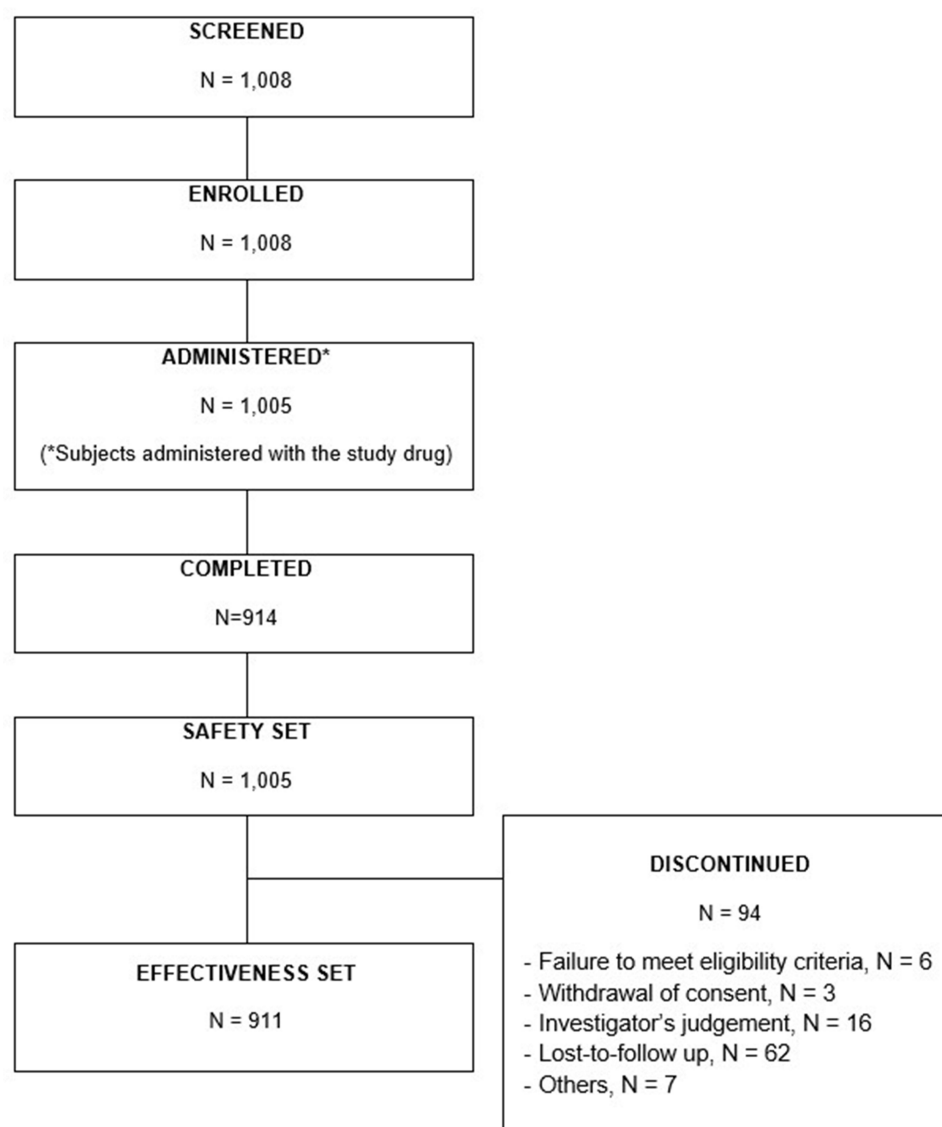 SCREENED
N = 1,008
ENROLLED
N = 1,008
ADMINISTERED*
N = 1,005
(*Subjects administered with the study drug)
COMPLETED
N=914
SAFETY SET
N = 1,005
DISCONTINUED
N = 94
- Failure to meet eligibility criteria, N = 6
- Withdrawal of consent, N = 3
- Investigator's judgement, N = 16
- Lost-to-follow up, N = 62
- Others, N = 7
EFFECTIVENESS SET
N = 911